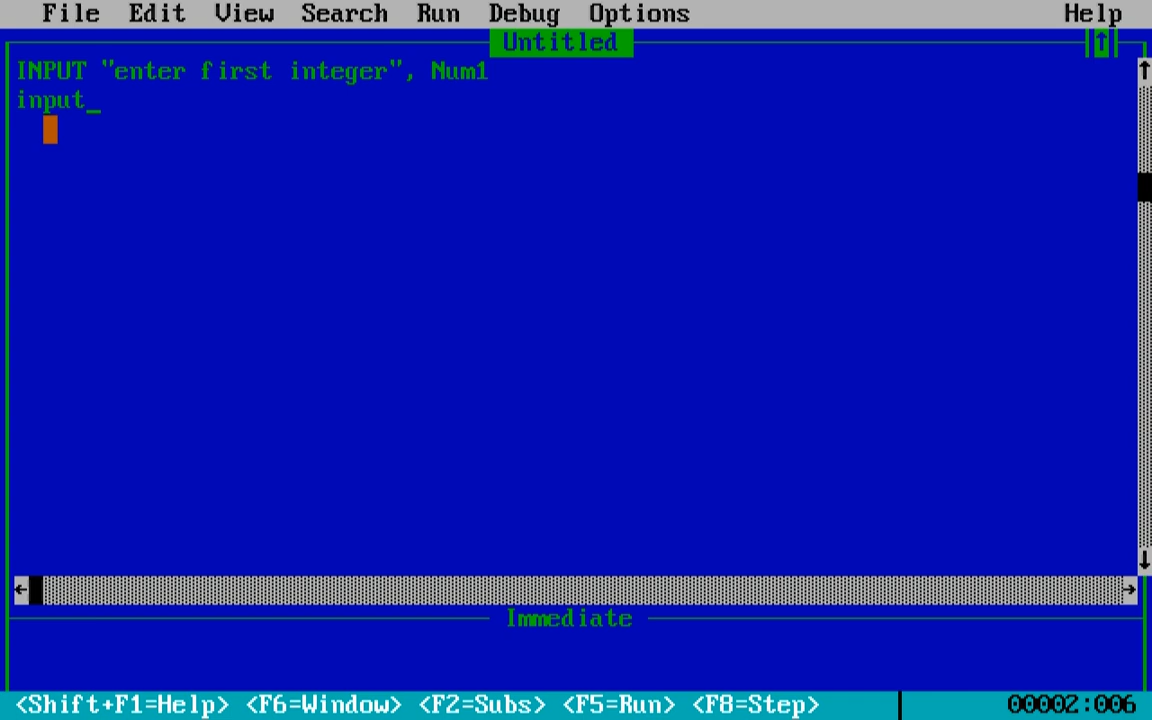 File Edit View Search Run Debug Options Help
Untitled
INPUT "enter first integer", Num1
input_
Immediate
<Shift+F1=Help> <F6=Window> <F2=Subs> <F5=Run> <F8=Step> 00002:006